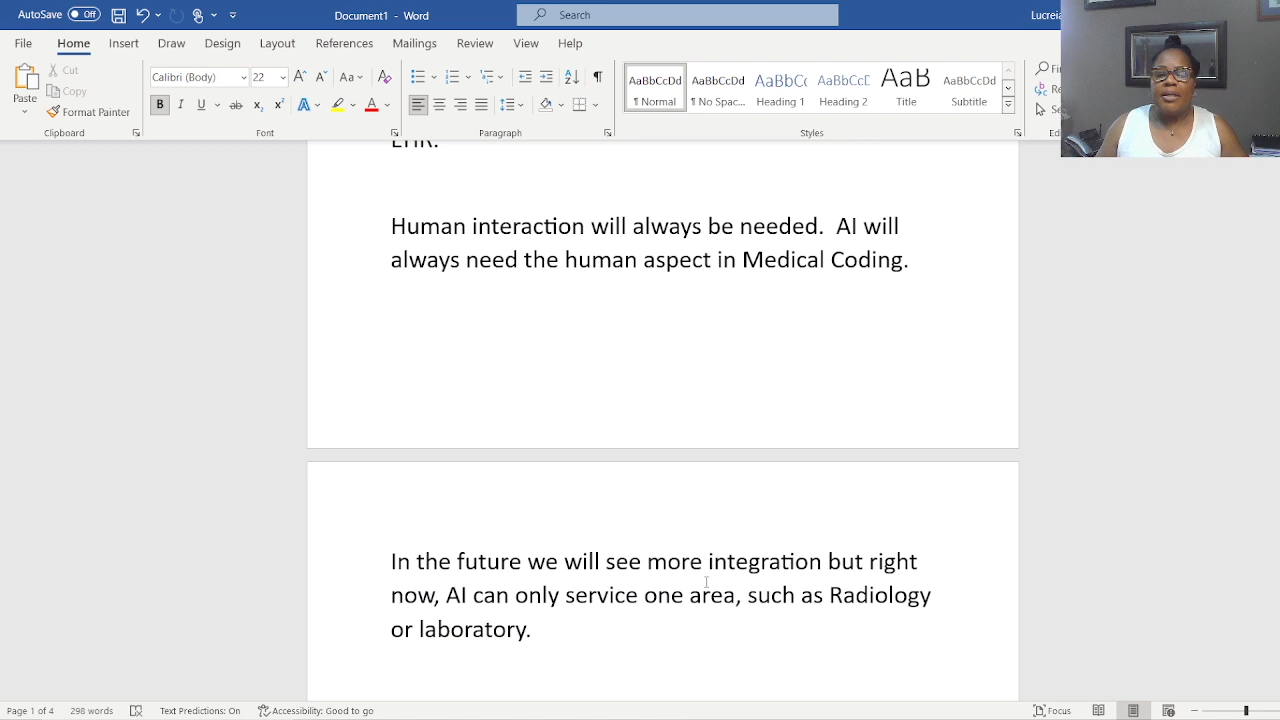 AutoSave Off Document1 - Word Search Lucreia
File Home Insert Draw Design Layout References Mailings Review View Help
Paste Cut Copy Format Painter Clipboard
Calibri (Body) 22 Font
Paragraph
AaBbCcDd ¶ Normal AaBbCcDd ¶ No Spac... AaBbCc Heading 1 AaBbCcD Heading 2 AaB Title AaBbCcDd Subtitle Styles
EHR.
Human interaction will always be needed. AI will
always need the human aspect in Medical Coding.
In the future we will see more integration but right
now, AI can only service one area, such as Radiology
or laboratory.
Page 1 of 4 298 words Text Predictions: On Accessibility: Good to go Focus